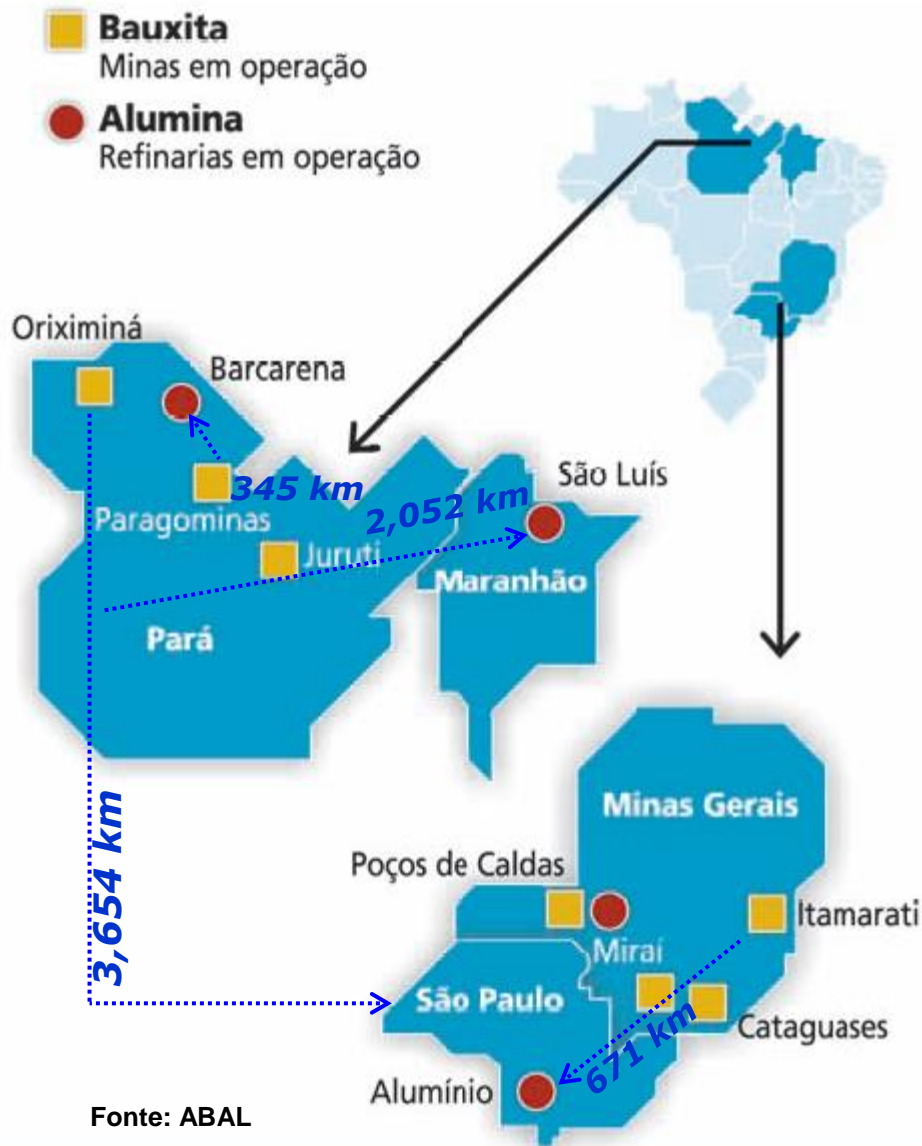 Bauxita
Minas em operação
Alumina
Refinarias em operação
Oriximiná
Barcarena
345 km
Paragominas
Juruti
2,052 km
São Luís
Maranhão
Pará
3,654 km
Minas Gerais
Poços de Caldas
Itamarati
Miraí
São Paulo
Cataguases
671 km
Alumínio
Fonte: ABAL